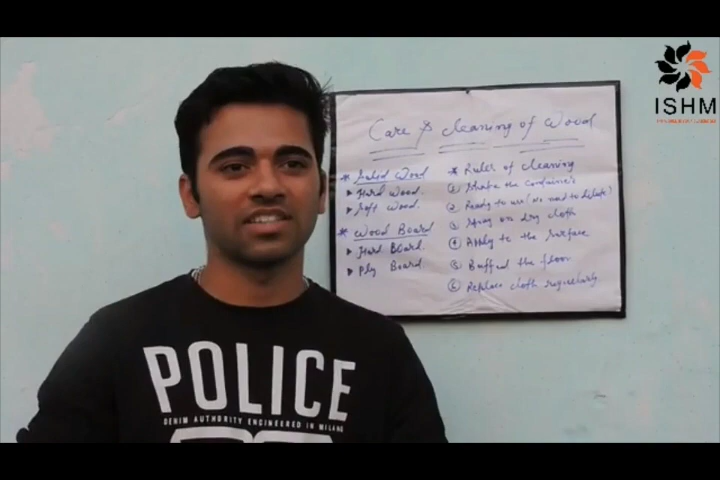 ISHM
Care & cleaning of Wood
* Solid Wood
▸ Hard Wood.
▸ Soft Wood.
* Wood Board
▸ Hard Board.
▸ Ply Board.
* Rules of cleaning
① Shake the container's
② Ready to use (no need to dilute)
③ Spray on dry cloth
④ Apply to the surface
⑤ Buffed the floor
⑥ Replace cloth regularly
POLICE
DENIM AUTHORITY ENGINEERED IN MILANO